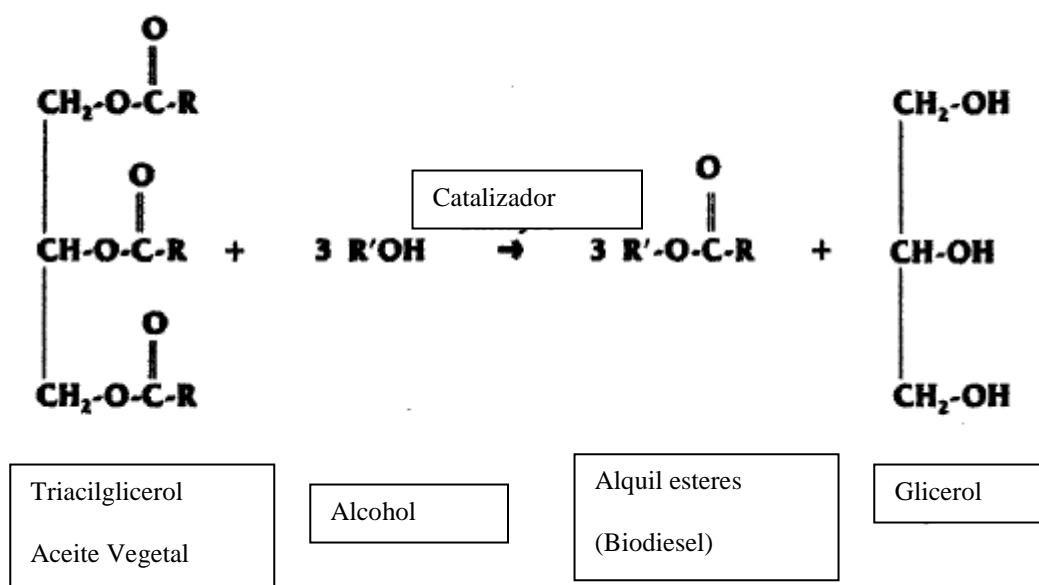 O
CH₂-O-C-R
O
O
Catalizador
CH-O-C-R + 3 R'OH → 3 R'-O-C-R + CH-OH
O
CH₂-O-C-R
CH₂-OH
CH₂-OH
Triacilglicerol
Aceite Vegetal
Alcohol
Alquil esteres
(Biodiesel)
Glicerol